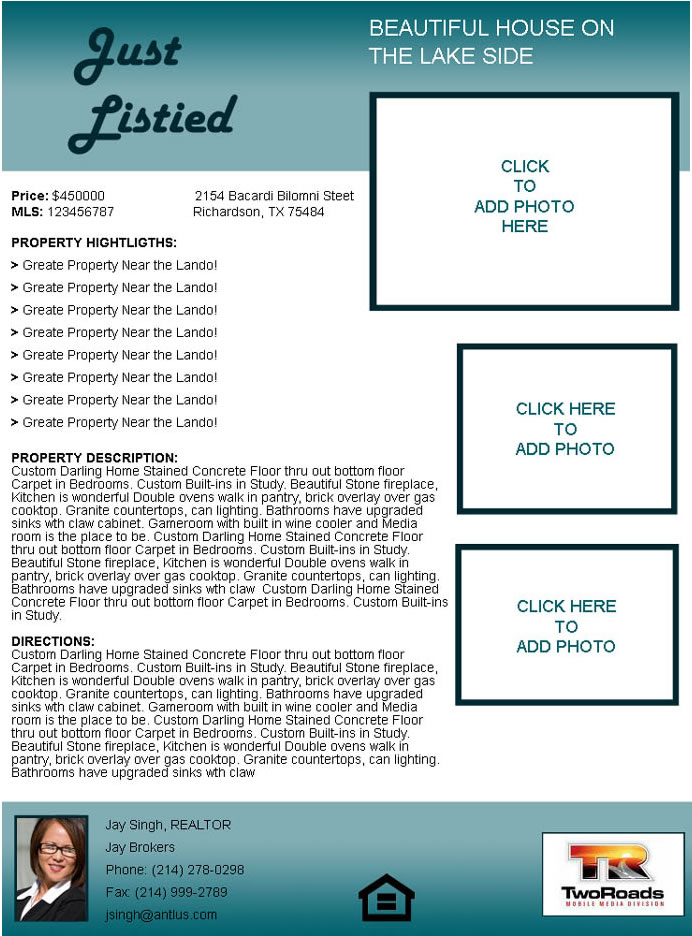 Just
Listied
BEAUTIFUL HOUSE ON
THE LAKE SIDE
CLICK
TO
ADD PHOTO
HERE
Price: $450000
MLS: 123456787
2154 Bacardi Bilomni Steet
Richardson, TX 75484
PROPERTY HIGHTLIGTHS:
> Greate Property Near the Lando!
> Greate Property Near the Lando!
> Greate Property Near the Lando!
> Greate Property Near the Lando!
> Greate Property Near the Lando!
> Greate Property Near the Lando!
> Greate Property Near the Lando!
> Greate Property Near the Lando!
CLICK HERE
TO
ADD PHOTO
PROPERTY DESCRIPTION:
Custom Darling Home Stained Concrete Floor thru out bottom floor
Carpet in Bedrooms. Custom Built-ins in Study. Beautiful Stone fireplace,
Kitchen is wonderful Double ovens walk in pantry, brick overlay over gas
cooktop. Granite countertops, can lighting. Bathrooms have upgraded
sinks wth claw cabinet. Gameroom with built in wine cooler and Media
room is the place to be. Custom Darling Home Stained Concrete Floor
thru out bottom floor Carpet in Bedrooms. Custom Built-ins in Study.
Beautiful Stone fireplace, Kitchen is wonderful Double ovens walk in
pantry, brick overlay over gas cooktop. Granite countertops, can lighting.
Bathrooms have upgraded sinks wth claw Custom Darling Home Stained
Concrete Floor thru out bottom floor Carpet in Bedrooms. Custom Built-ins
in Study.
CLICK HERE
TO
ADD PHOTO
DIRECTIONS:
Custom Darling Home Stained Concrete Floor thru out bottom floor
Carpet in Bedrooms. Custom Built-ins in Study. Beautiful Stone fireplace,
Kitchen is wonderful Double ovens walk in pantry, brick overlay over gas
cooktop. Granite countertops, can lighting. Bathrooms have upgraded
sinks wth claw cabinet. Gameroom with built in wine cooler and Media
room is the place to be. Custom Darling Home Stained Concrete Floor
thru out bottom floor Carpet in Bedrooms. Custom Built-ins in Study.
Beautiful Stone fireplace, Kitchen is wonderful Double ovens walk in
pantry, brick overlay over gas cooktop. Granite countertops, can lighting.
Bathrooms have upgraded sinks wth claw
Jay Singh, REALTOR
Jay Brokers
Phone: (214) 278-0298
Fax: (214) 999-2789
jsingh@antlus.com
TR
TwoRoads
MOBILE MEDIA DIVISION